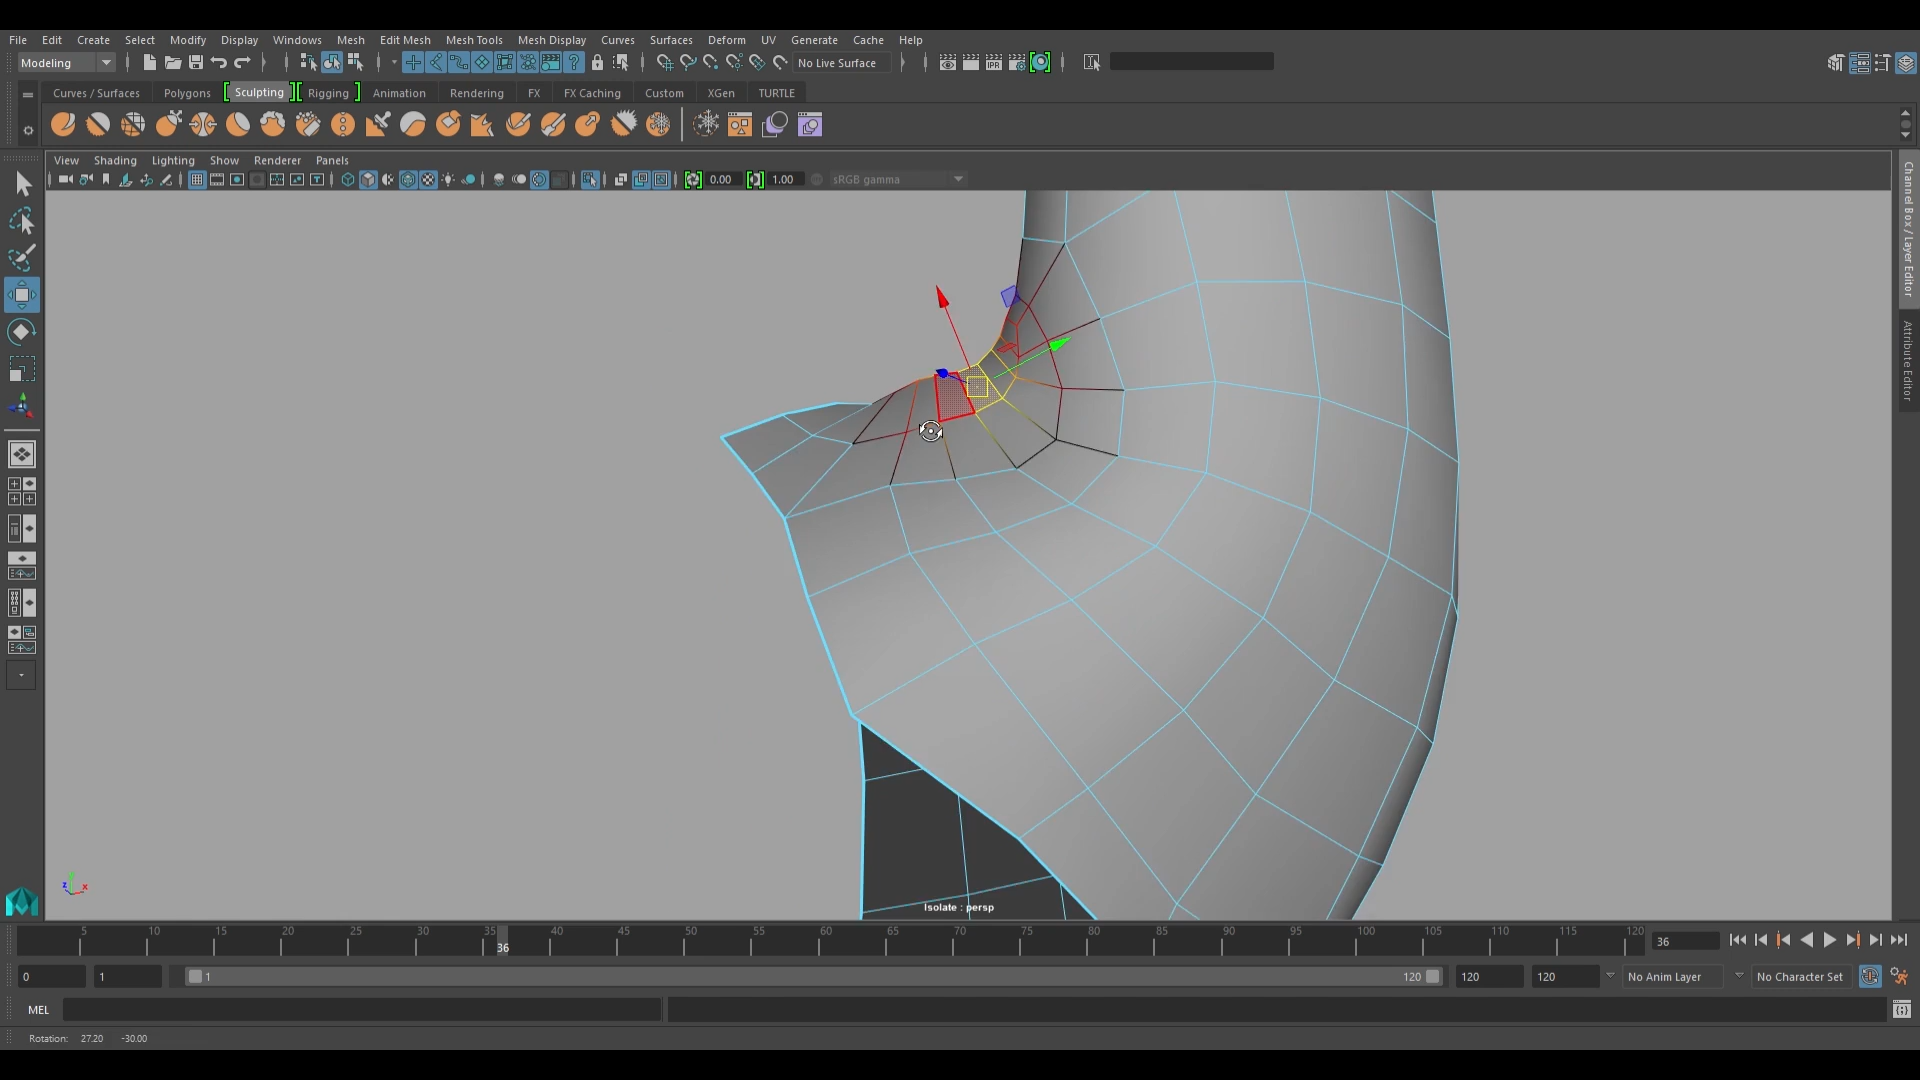 File Edit Create Select Modify Display Windows Mesh Edit Mesh Mesh Tools Mesh Display Curves Surfaces Deform UV Generate Cache Help
Modeling No Live Surface IPR
Curves / Surfaces Polygons Sculpting Rigging Animation Rendering FX FX Caching Custom XGen TURTLE
View Shading Lighting Show Renderer Panels
0.00 1.00 sRGB gamma
Channel Box / Layer Editor
Attribute Editor
z y x
Isolate : persp
5 10 15 20 25 30 35 40 45 50 55 60 65 70 75 80 85 90 95 100 105 110 115 120
36 36
0 1 1 120 120 120 No Anim Layer No Character Set
MEL
Rotation: 27.20 -30.00